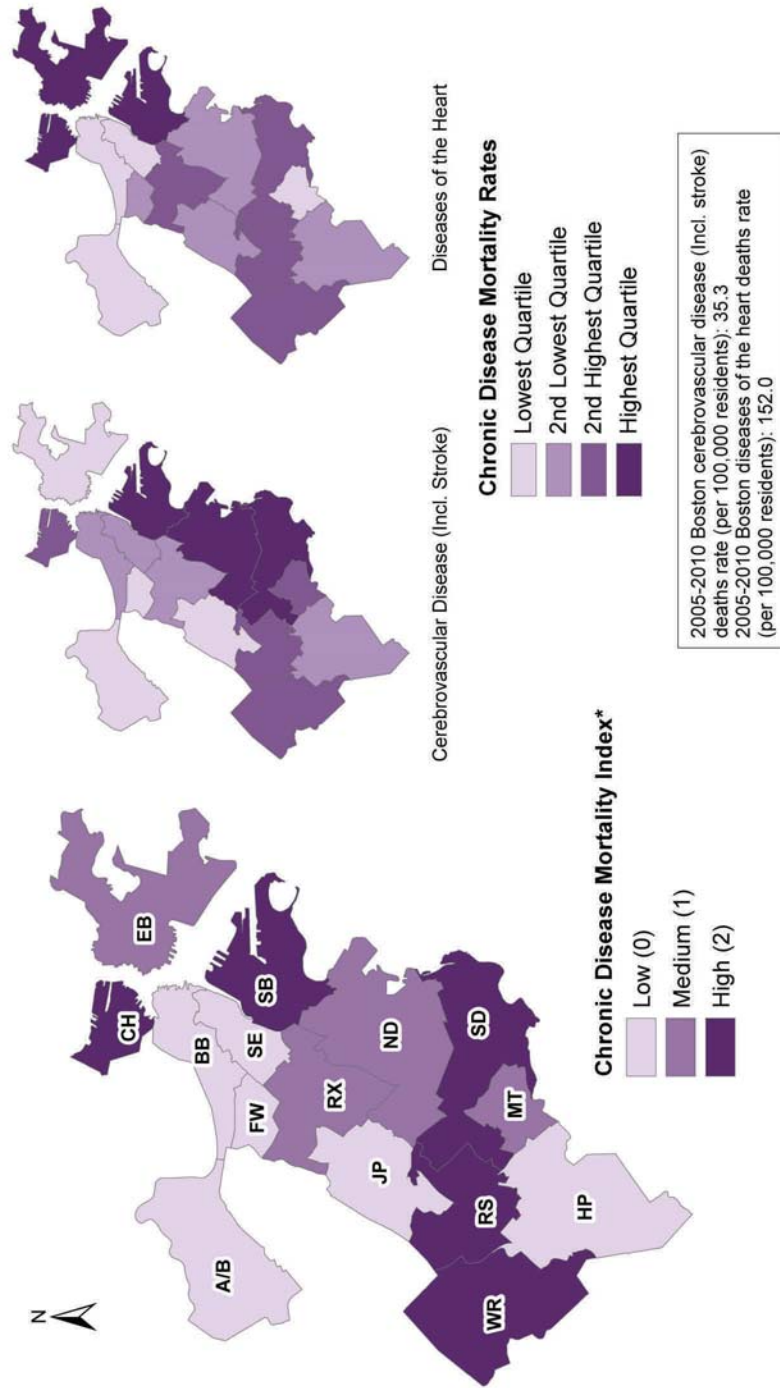 N
A/B
BB
CH
EB
FW
SE
SB
JP
RX
ND
WR
RS
SD
MT
HP
Chronic Disease Mortality Index*
Low (0)
Medium (1)
High (2)
Cerebrovascular Disease (Incl. Stroke)
Diseases of the Heart
Chronic Disease Mortality Rates
Lowest Quartile
2nd Lowest Quartile
2nd Highest Quartile
Highest Quartile
2005-2010 Boston cerebrovascular disease (Incl. stroke)
deaths rate (per 100,000 residents): 35.3
2005-2010 Boston diseases of the heart deaths rate
(per 100,000 residents): 152.0